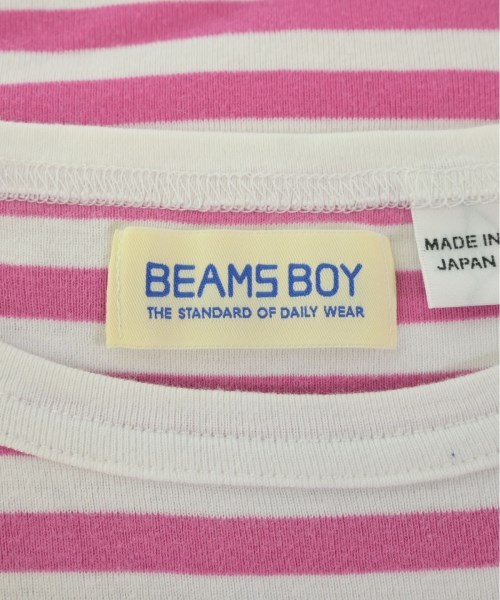 BEAMS BOY
THE STANDARD OF DAILY WEAR
MADE IN
JAPAN